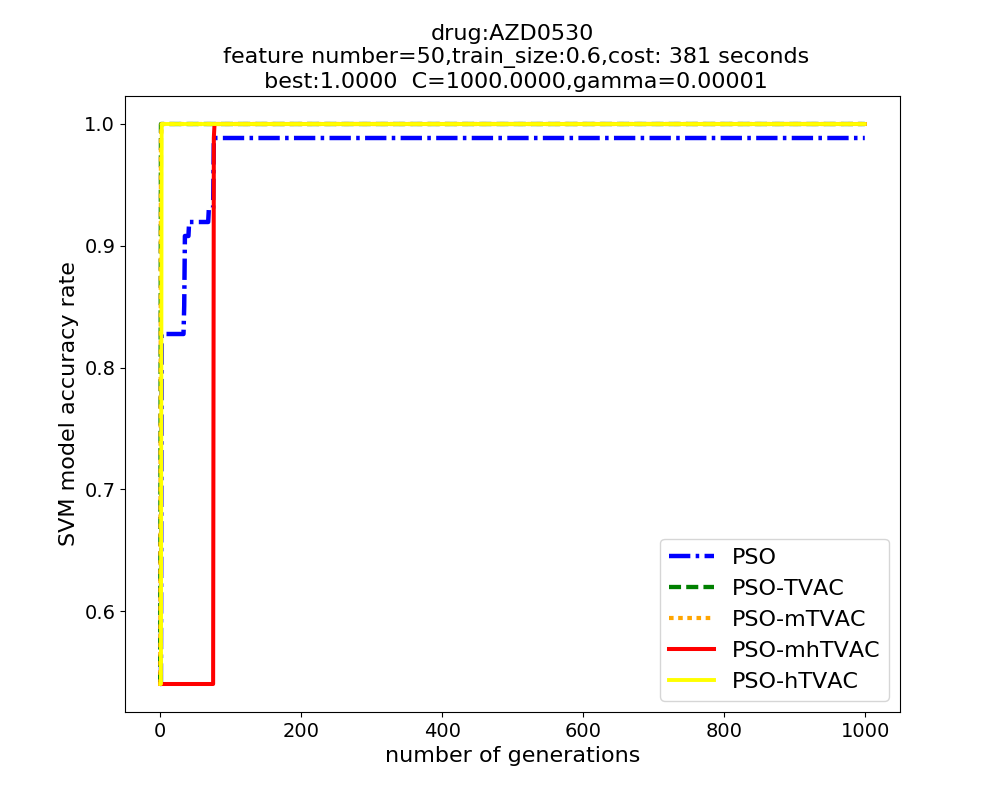 drug:AZD0530
feature number=50,train_size:0.6,cost: 381 seconds
best:1.0000  C=1000.0000,gamma=0.00001
1.0
0.9
0.8
0.7
0.6
SVM model accuracy rate
PSO
PSO-TVAC
PSO-mTVAC
PSO-mhTVAC
PSO-hTVAC
0 200 400 600 800 1000
number of generations